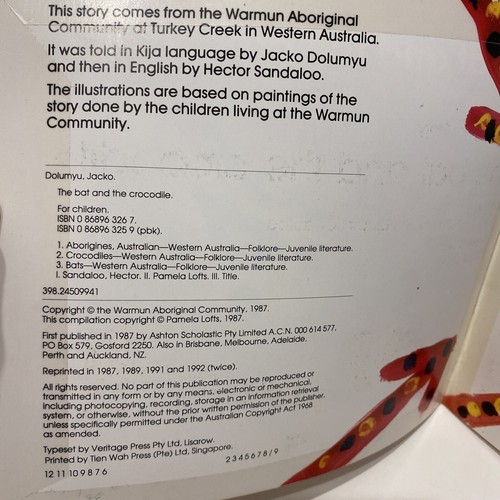 This story comes from the Warmun Aboriginal
Community at Turkey Creek in Western Australia.
It was told in Kija language by Jacko Dolumyu
and then in English by Hector Sandaloo.
The illustrations are based on paintings of the
story done by the children living at the Warmun
Community.
Dolumyu, Jacko.
The bat and the crocodile.
For children.
ISBN 0 86896 326 7.
ISBN 0 86896 325 9 (pbk).
1. Aborigines, Australian—Western Australia—Folklore—Juvenile literature.
2. Crocodiles—Western Australia—Folklore—Juvenile literature.
3. Bats—Western Australia—Folklore—Juvenile literature.
I. Sandaloo, Hector. II. Pamela Lofts. III. Title.
398.24509941
Copyright © the Warmun Aboriginal Community, 1987.
This compilation copyright © Pamela Lofts, 1987.
First published in 1987 by Ashton Scholastic Pty Limited A.C.N. 000 614 577,
PO Box 579, Gosford 2250. Also in Brisbane, Melbourne, Adelaide,
Perth and Auckland, NZ.
Reprinted in 1987, 1989, 1991 and 1992 (twice).
All rights reserved. No part of this publication may be reproduced or
transmitted in any form or by any means, electronic or mechanical,
including photocopying, recording, storage in an information retrieval
system, or otherwise, without the prior written permission of the publisher,
unless specifically permitted under the Australian Copyright Act 1968
as amended.
Typeset by Veritage Press Pty Ltd, Lisarow.
Printed by Tien Wah Press (Pte) Ltd, Singapore.
12 11 10 9 8 7 6 2 3 4 5 6 7 8 / 9